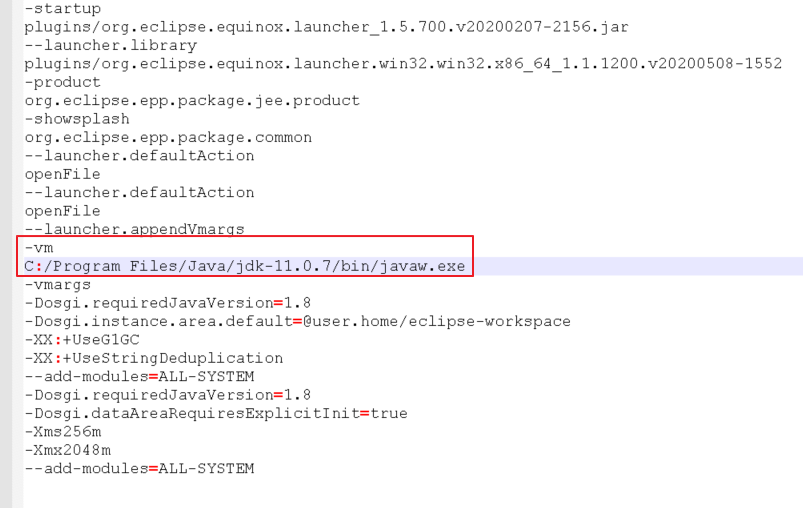 -startup
plugins/org.eclipse.equinox.launcher_1.5.700.v20200207-2156.jar
--launcher.library
plugins/org.eclipse.equinox.launcher.win32.win32.x86_64_1.1.1200.v20200508-1552
-product
org.eclipse.epp.package.jee.product
-showsplash
org.eclipse.epp.package.common
--launcher.defaultAction
openFile
--launcher.defaultAction
openFile
--launcher.appendVmargs
-vm
C:/Program Files/Java/jdk-11.0.7/bin/javaw.exe
-vmargs
-Dosgi.requiredJavaVersion=1.8
-Dosgi.instance.area.default=@user.home/eclipse-workspace
-XX:+UseG1GC
-XX:+UseStringDeduplication
--add-modules=ALL-SYSTEM
-Dosgi.requiredJavaVersion=1.8
-Dosgi.dataAreaRequiresExplicitInit=true
-Xms256m
-Xmx2048m
--add-modules=ALL-SYSTEM